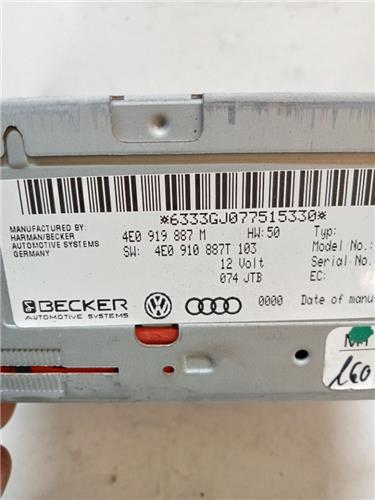 *6333GJ077515330*
MANUFACTURED BY:
HARMAN/BECKER
AUTOMOTIVE SYSTEMS
GERMANY
4E0 919 887 M HW:50 Typ:
SW: 4E0 910 887T 103 Model No.:
12 Volt Serial No.
074 JTB EC:
BECKER
AUTOMOTIVE SYSTEMS
0000 Date of manu
160